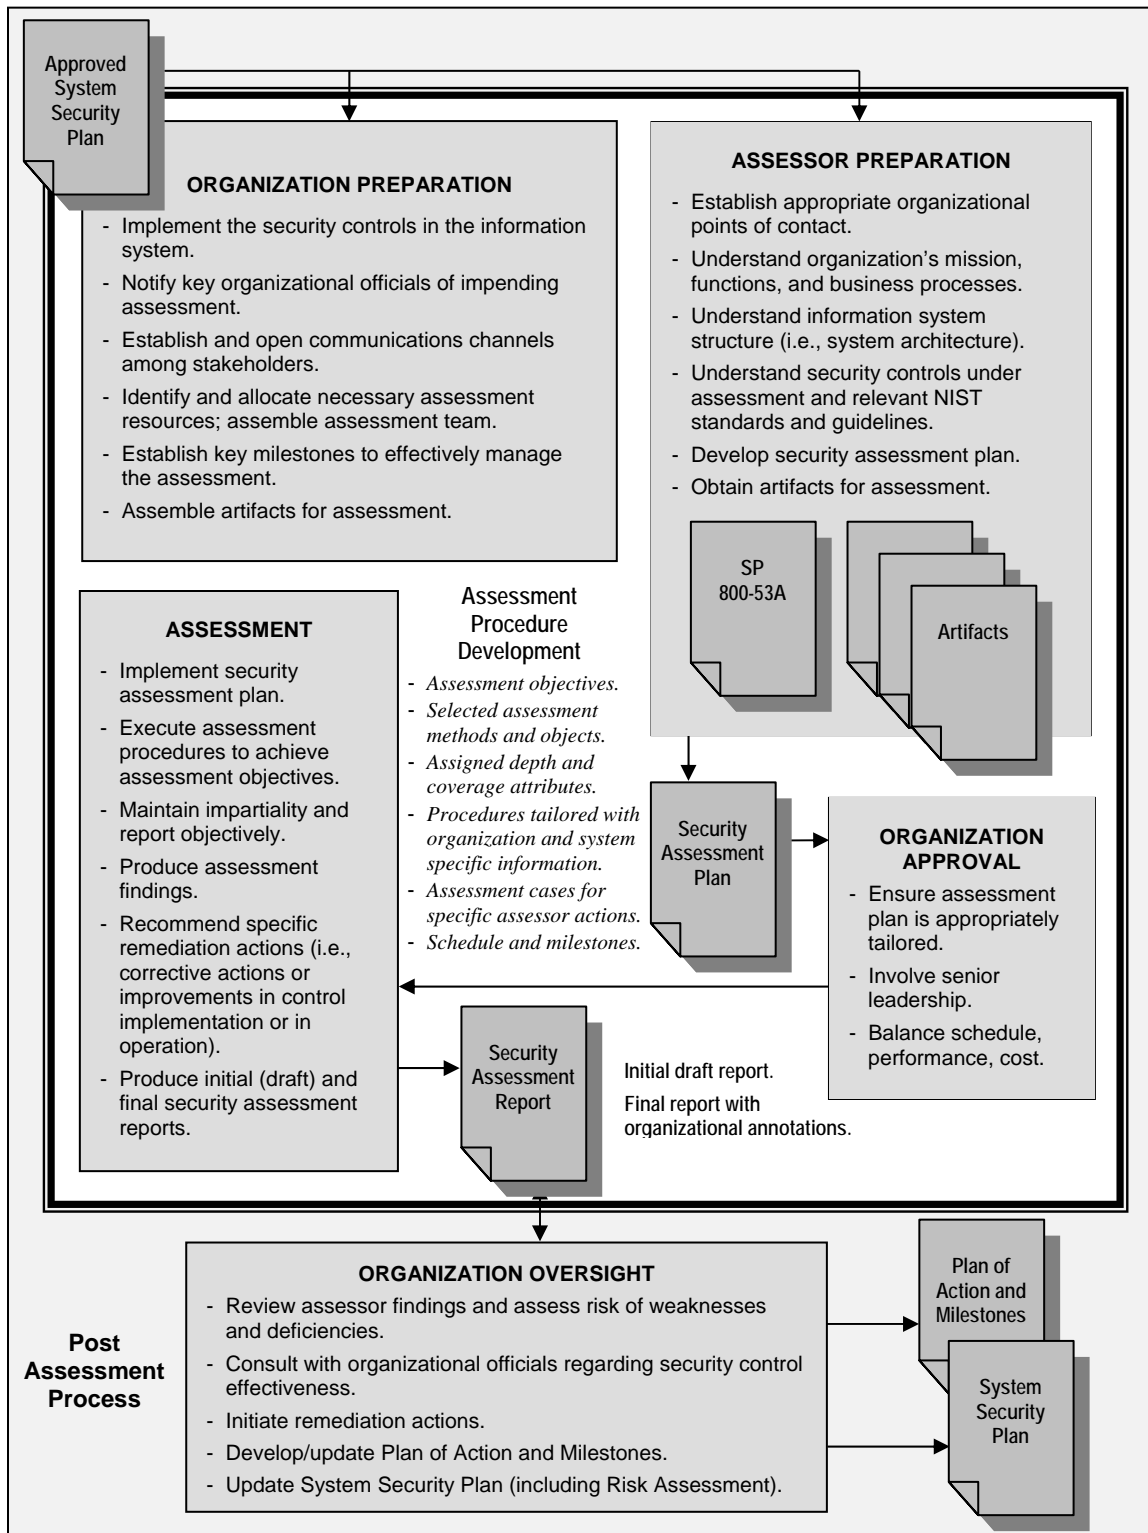 Approved
System
Security
Plan
ORGANIZATION PREPARATION
- Implement the security controls in the information
system.
- Notify key organizational officials of impending
assessment.
- Establish and open communications channels
among stakeholders.
- Identify and allocate necessary assessment
resources; assemble assessment team.
- Establish key milestones to effectively manage
the assessment.
- Assemble artifacts for assessment.
ASSESSOR PREPARATION
- Establish appropriate organizational
points of contact.
- Understand organization’s mission,
functions, and business processes.
- Understand information system
structure (i.e., system architecture).
- Understand security controls under
assessment and relevant NIST
standards and guidelines.
- Develop security assessment plan.
- Obtain artifacts for assessment.
SP
800-53A
Artifacts
ASSESSMENT
- Implement security
assessment plan.
- Execute assessment
procedures to achieve
assessment objectives.
- Maintain impartiality and
report objectively.
- Produce assessment
findings.
- Recommend specific
remediation actions (i.e.,
corrective actions or
improvements in control
implementation or in
operation).
- Produce initial (draft) and
final security assessment
reports.
Assessment
Procedure
Development
- Assessment objectives.
- Selected assessment
methods and objects.
- Assigned depth and
coverage attributes.
- Procedures tailored with
organization and system
specific information.
- Assessment cases for
specific assessor actions.
- Schedule and milestones.
Security
Assessment
Plan
ORGANIZATION
APPROVAL
- Ensure assessment
plan is appropriately
tailored.
- Involve senior
leadership.
- Balance schedule,
performance, cost.
Security
Assessment
Report
Initial draft report.
Final report with
organizational annotations.
Post
Assessment
Process
ORGANIZATION OVERSIGHT
- Review assessor findings and assess risk of weaknesses
and deficiencies.
- Consult with organizational officials regarding security control
effectiveness.
- Initiate remediation actions.
- Develop/update Plan of Action and Milestones.
- Update System Security Plan (including Risk Assessment).
Plan of
Action and
Milestones
System
Security
Plan